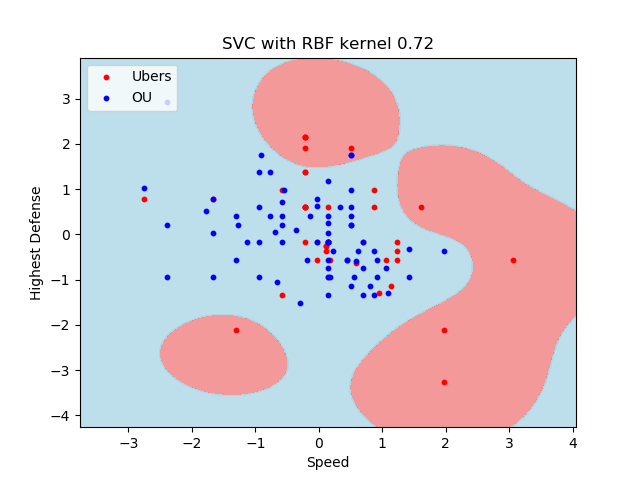 SVC with RBF kernel 0.72
Ubers
OU
3
2
1
0
−1
−2
−3
−4
Highest Defense
−3 −2 −1 0 1 2 3 4
Speed